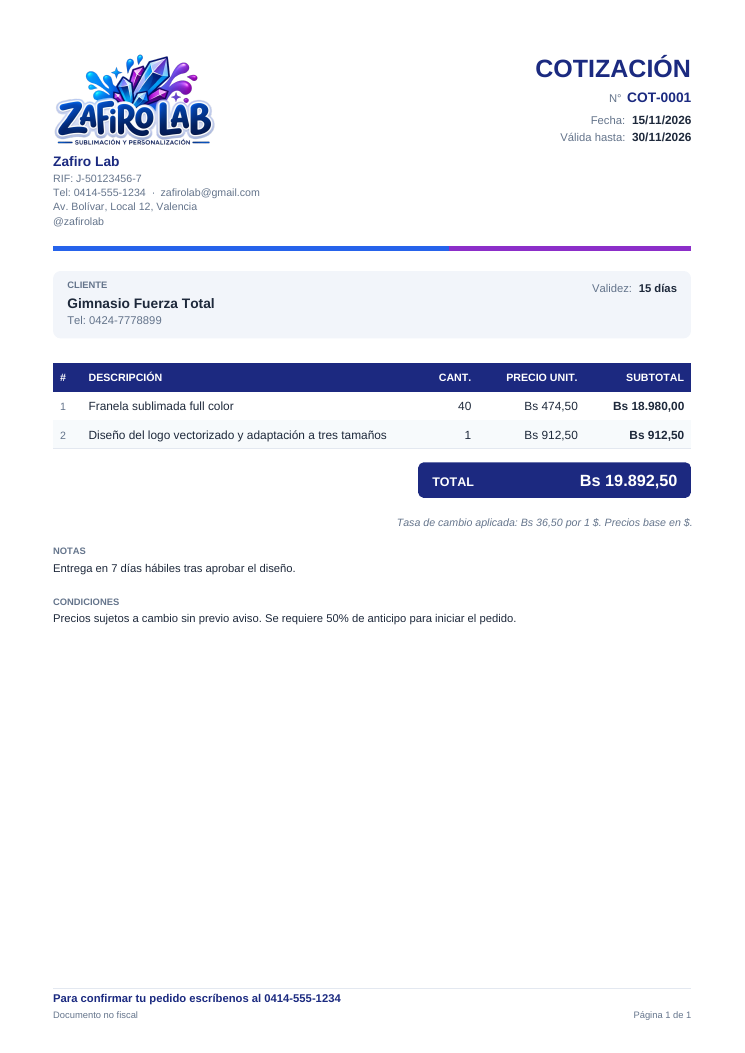 ZAFIRO LAB
SUBLIMACIÓN Y PERSONALIZACIÓN
COTIZACIÓN
N° COT-0001
Fecha: 15/11/2026
Válida hasta: 30/11/2026
Zafiro Lab
RIF: J-50123456-7
Tel: 0414-555-1234 · zafirolab@gmail.com
Av. Bolívar, Local 12, Valencia
@zafirolab
CLIENTE
Gimnasio Fuerza Total
Tel: 0424-7778899
Validez: 15 días
# DESCRIPCIÓN CANT. PRECIO UNIT. SUBTOTAL
1 Franela sublimada full color 40 Bs 474,50 Bs 18.980,00
2 Diseño del logo vectorizado y adaptación a tres tamaños 1 Bs 912,50 Bs 912,50
TOTAL Bs 19.892,50
Tasa de cambio aplicada: Bs 36,50 por 1 $. Precios base en $.
NOTAS
Entrega en 7 días hábiles tras aprobar el diseño.
CONDICIONES
Precios sujetos a cambio sin previo aviso. Se requiere 50% de anticipo para iniciar el pedido.
Para confirmar tu pedido escríbenos al 0414-555-1234
Documento no fiscal
Página 1 de 1